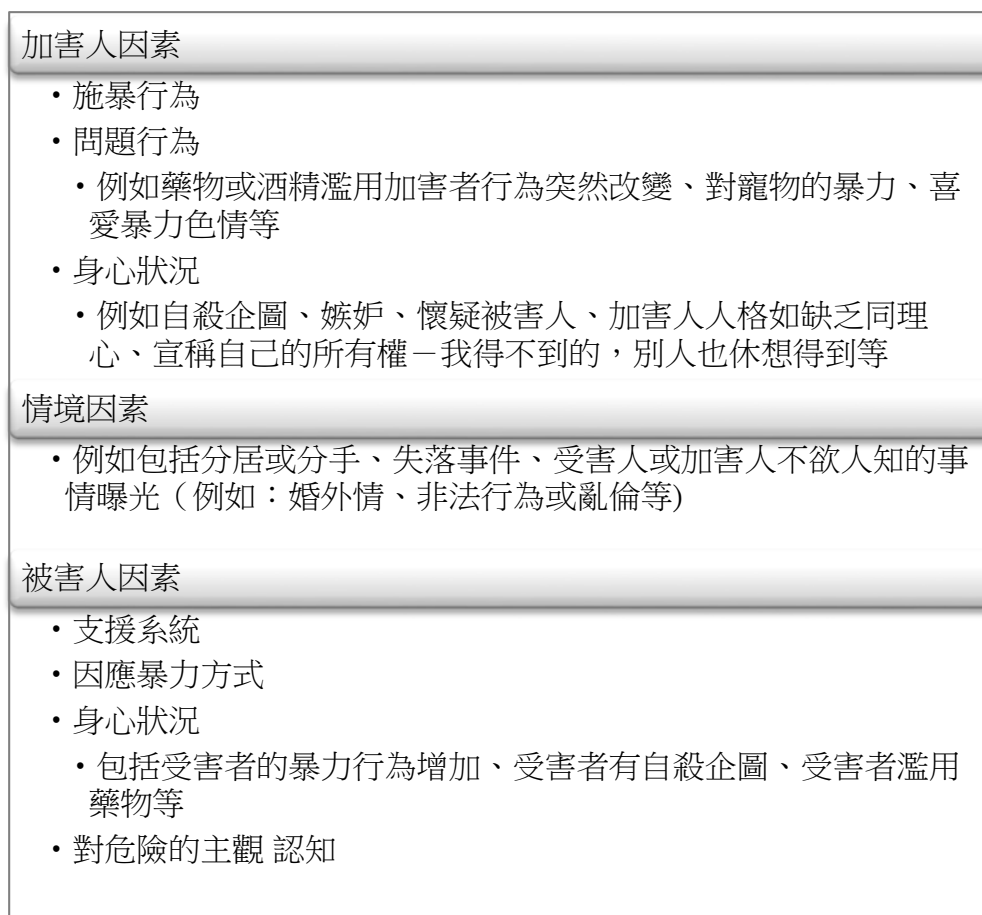 加害人因素
・施暴行為
・問題行為
・例如藥物或酒精濫用加害者行為突然改變、對寵物的暴力、喜
愛暴力色情等
・身心狀況
・例如自殺企圖、嫉妒、懷疑被害人、加害人人格如缺乏同理
心、宣稱自己的所有權－我得不到的，別人也休想得到等
情境因素
・例如包括分居或分手、失落事件、受害人或加害人不欲人知的事
情曝光（例如：婚外情、非法行為或亂倫等)
被害人因素
・支援系統
・因應暴力方式
・身心狀況
・包括受害者的暴力行為增加、受害者有自殺企圖、受害者濫用
藥物等
・對危險的主觀 認知